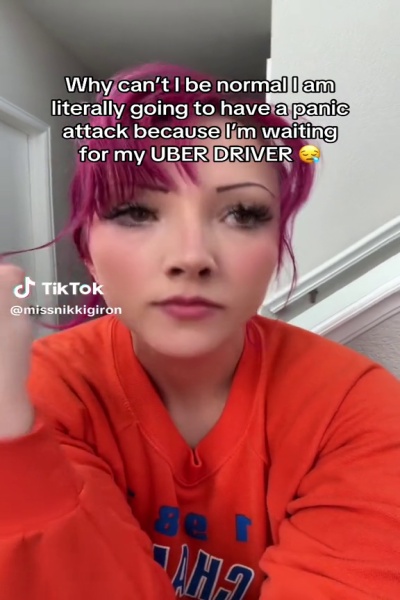 Why can't I be normal I am
literally going to have a panic
attack because I'm waiting
for my UBER DRIVER 😪
TikTok
@missnikkigiron